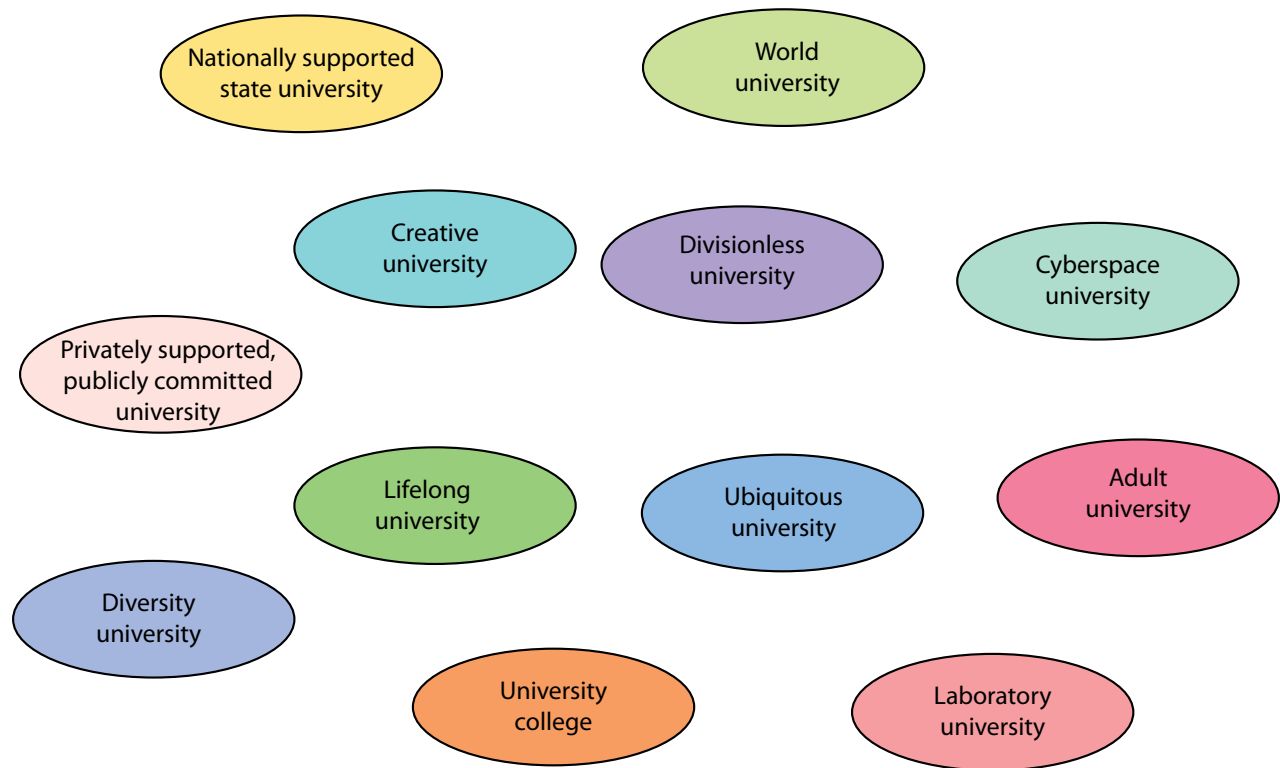 Nationally supported
state university
World
university
Creative
university
Divisionless
university
Cyberspace
university
Privately supported,
publicly committed
university
Lifelong
university
Ubiquitous
university
Adult
university
Diversity
university
University
college
Laboratory
university